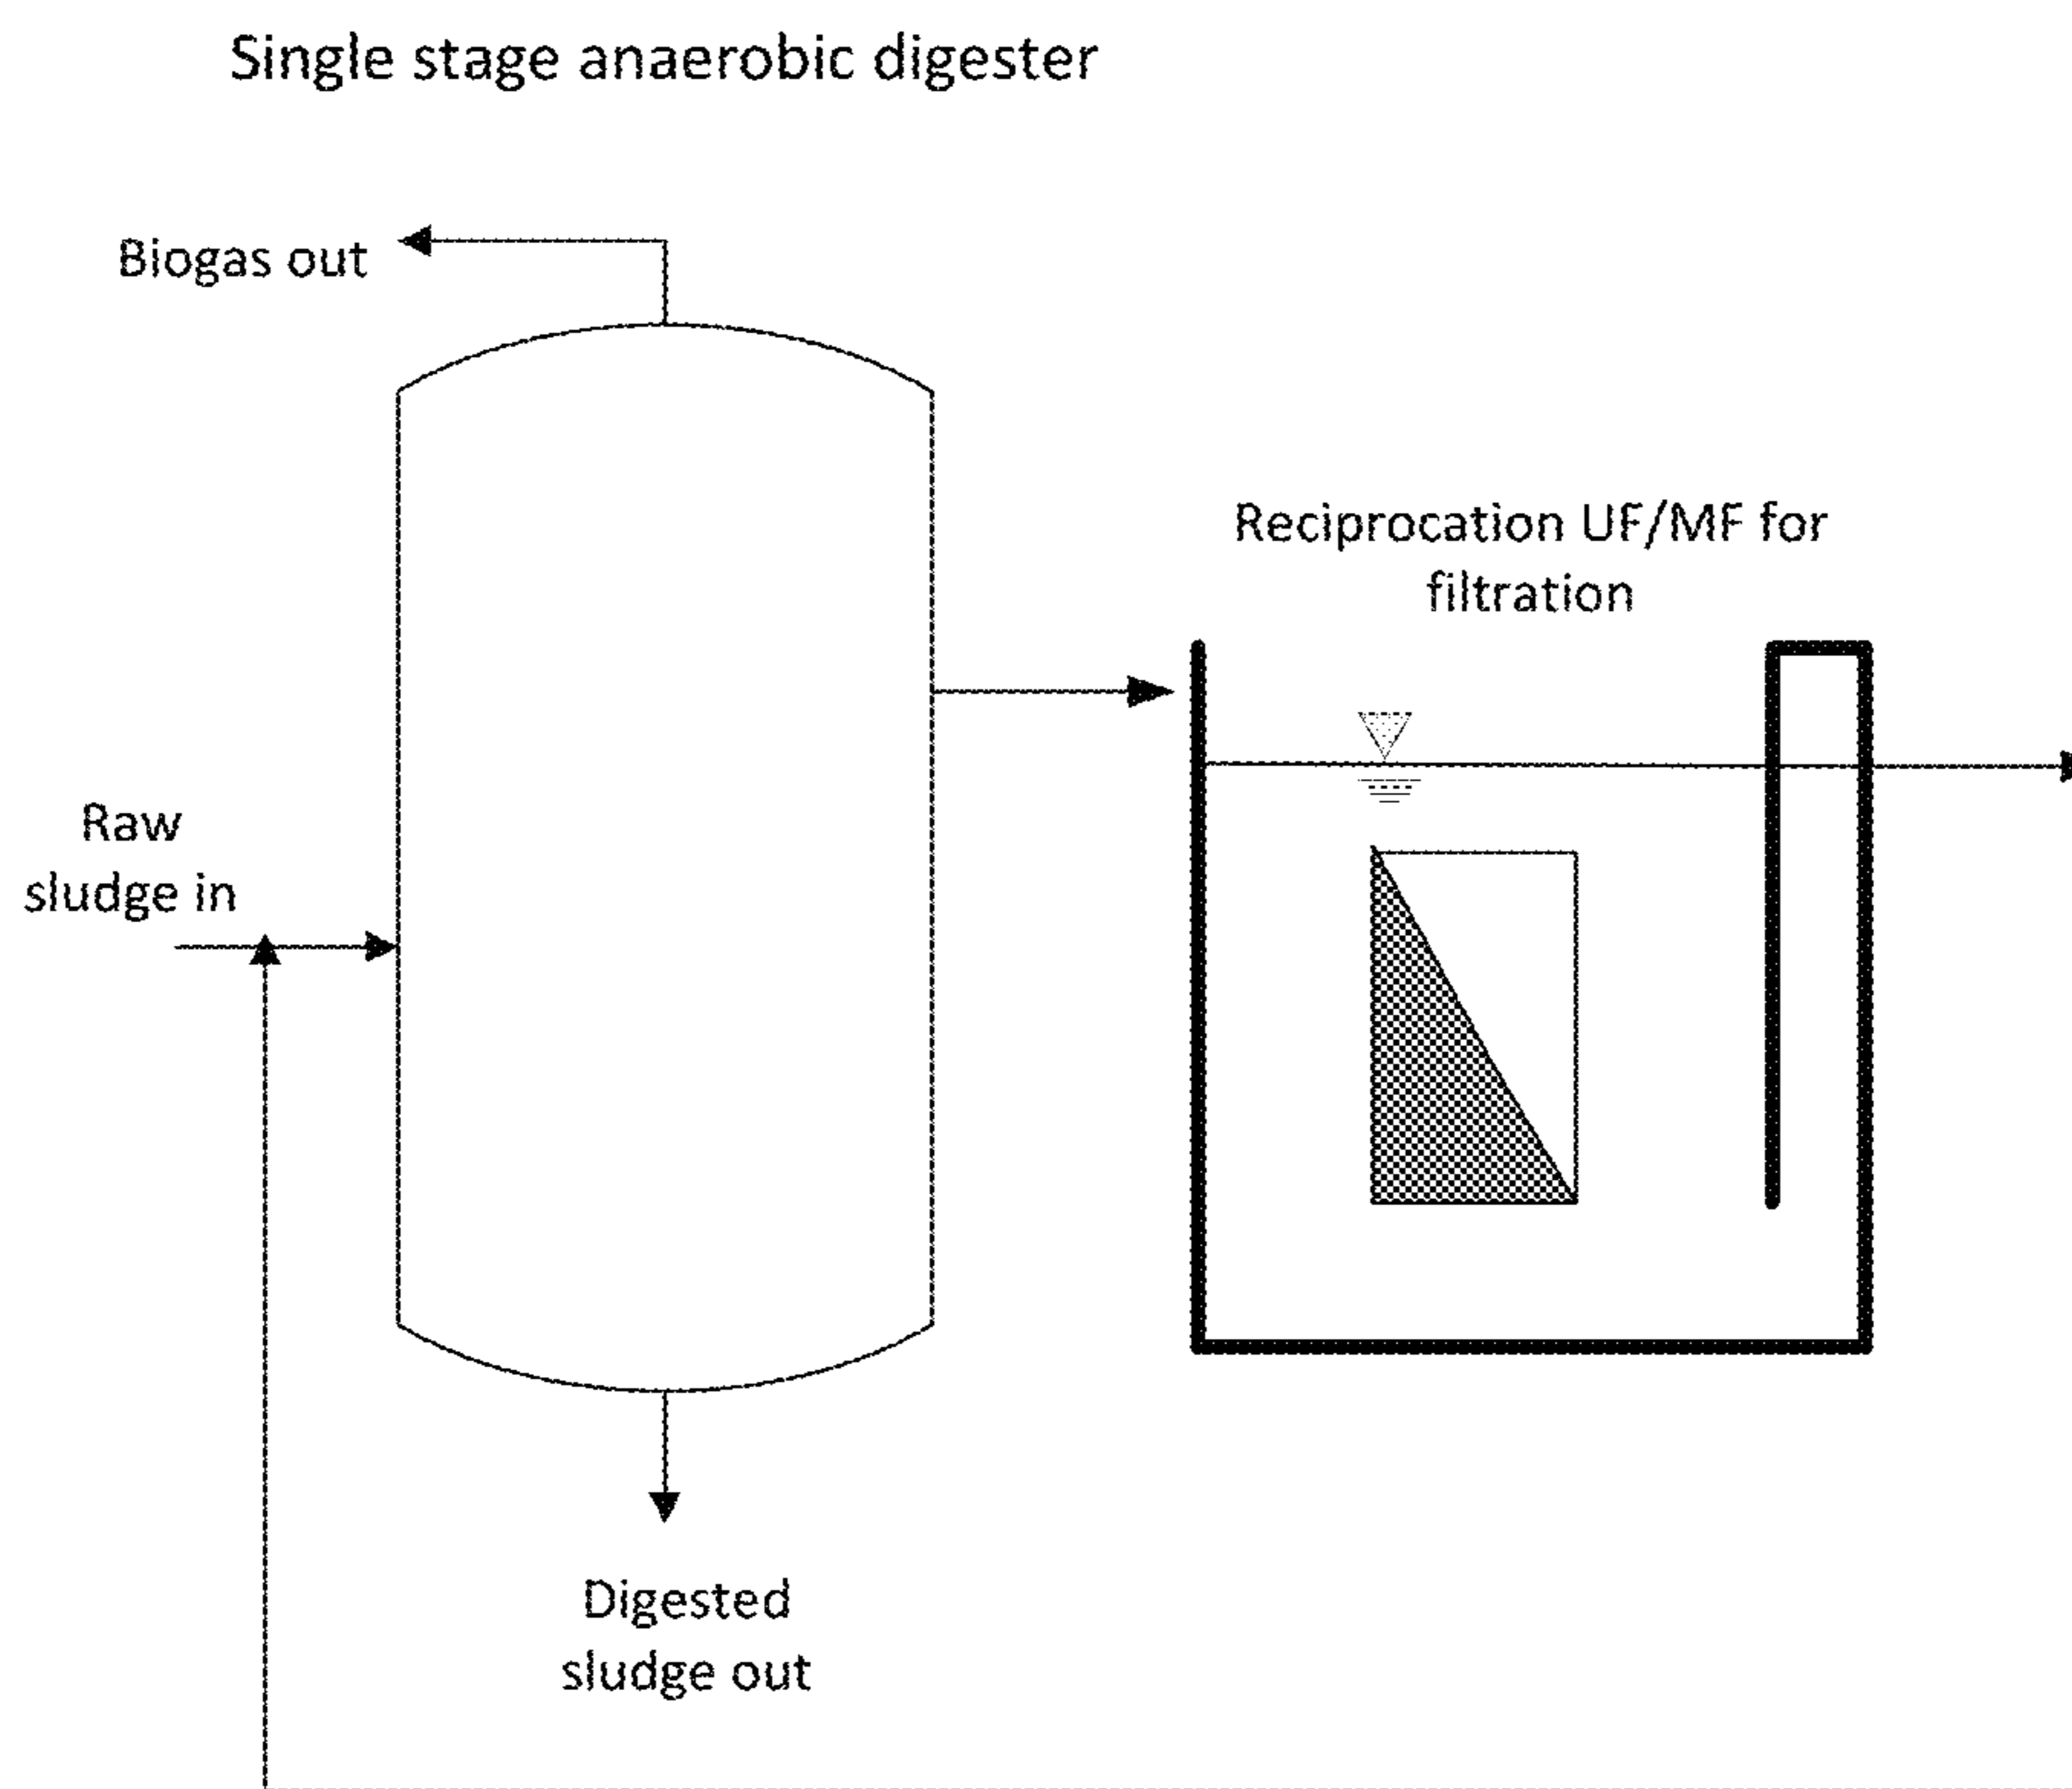 Single stage anaerobic digester
Biogas out
Reciprocation UF/MF for
filtration
Raw
sludge in
Digested
sludge out